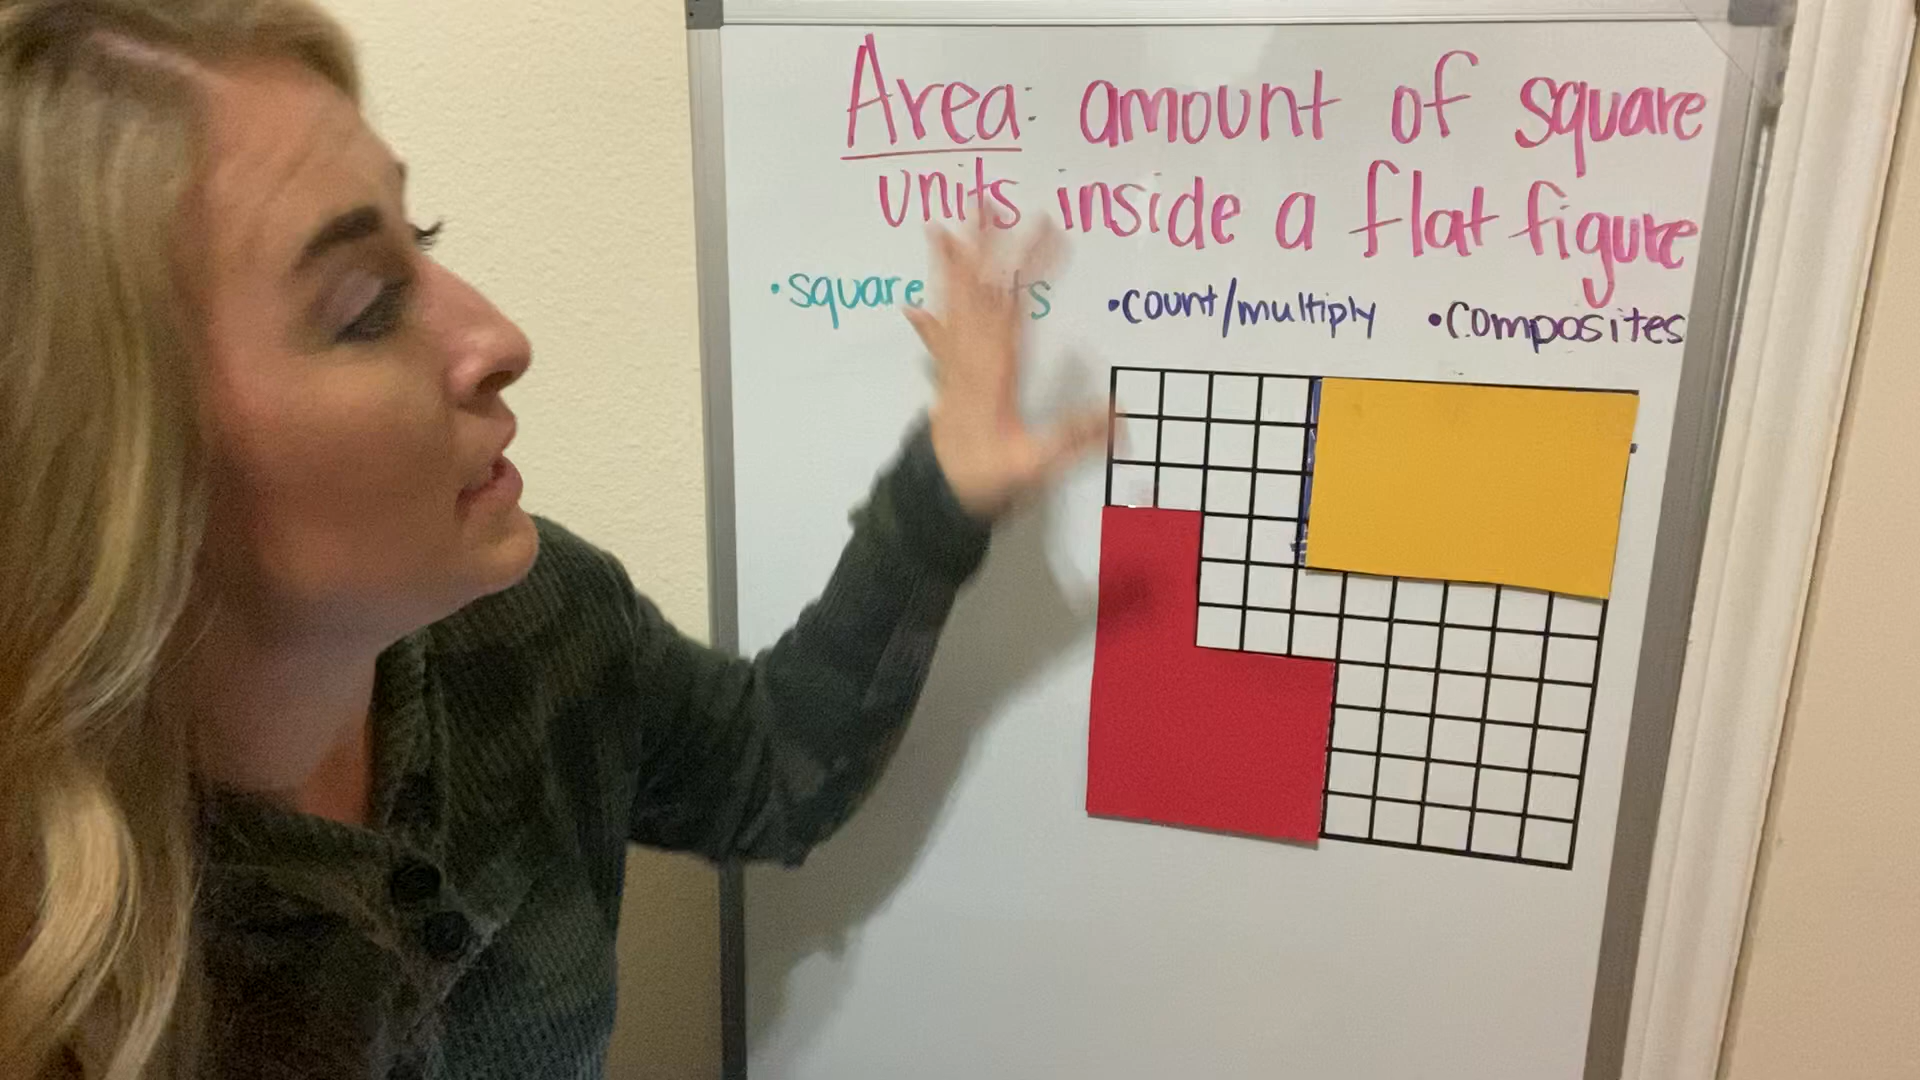 Area: amount of square
units inside a flat figure
•square •count/multiply •composites